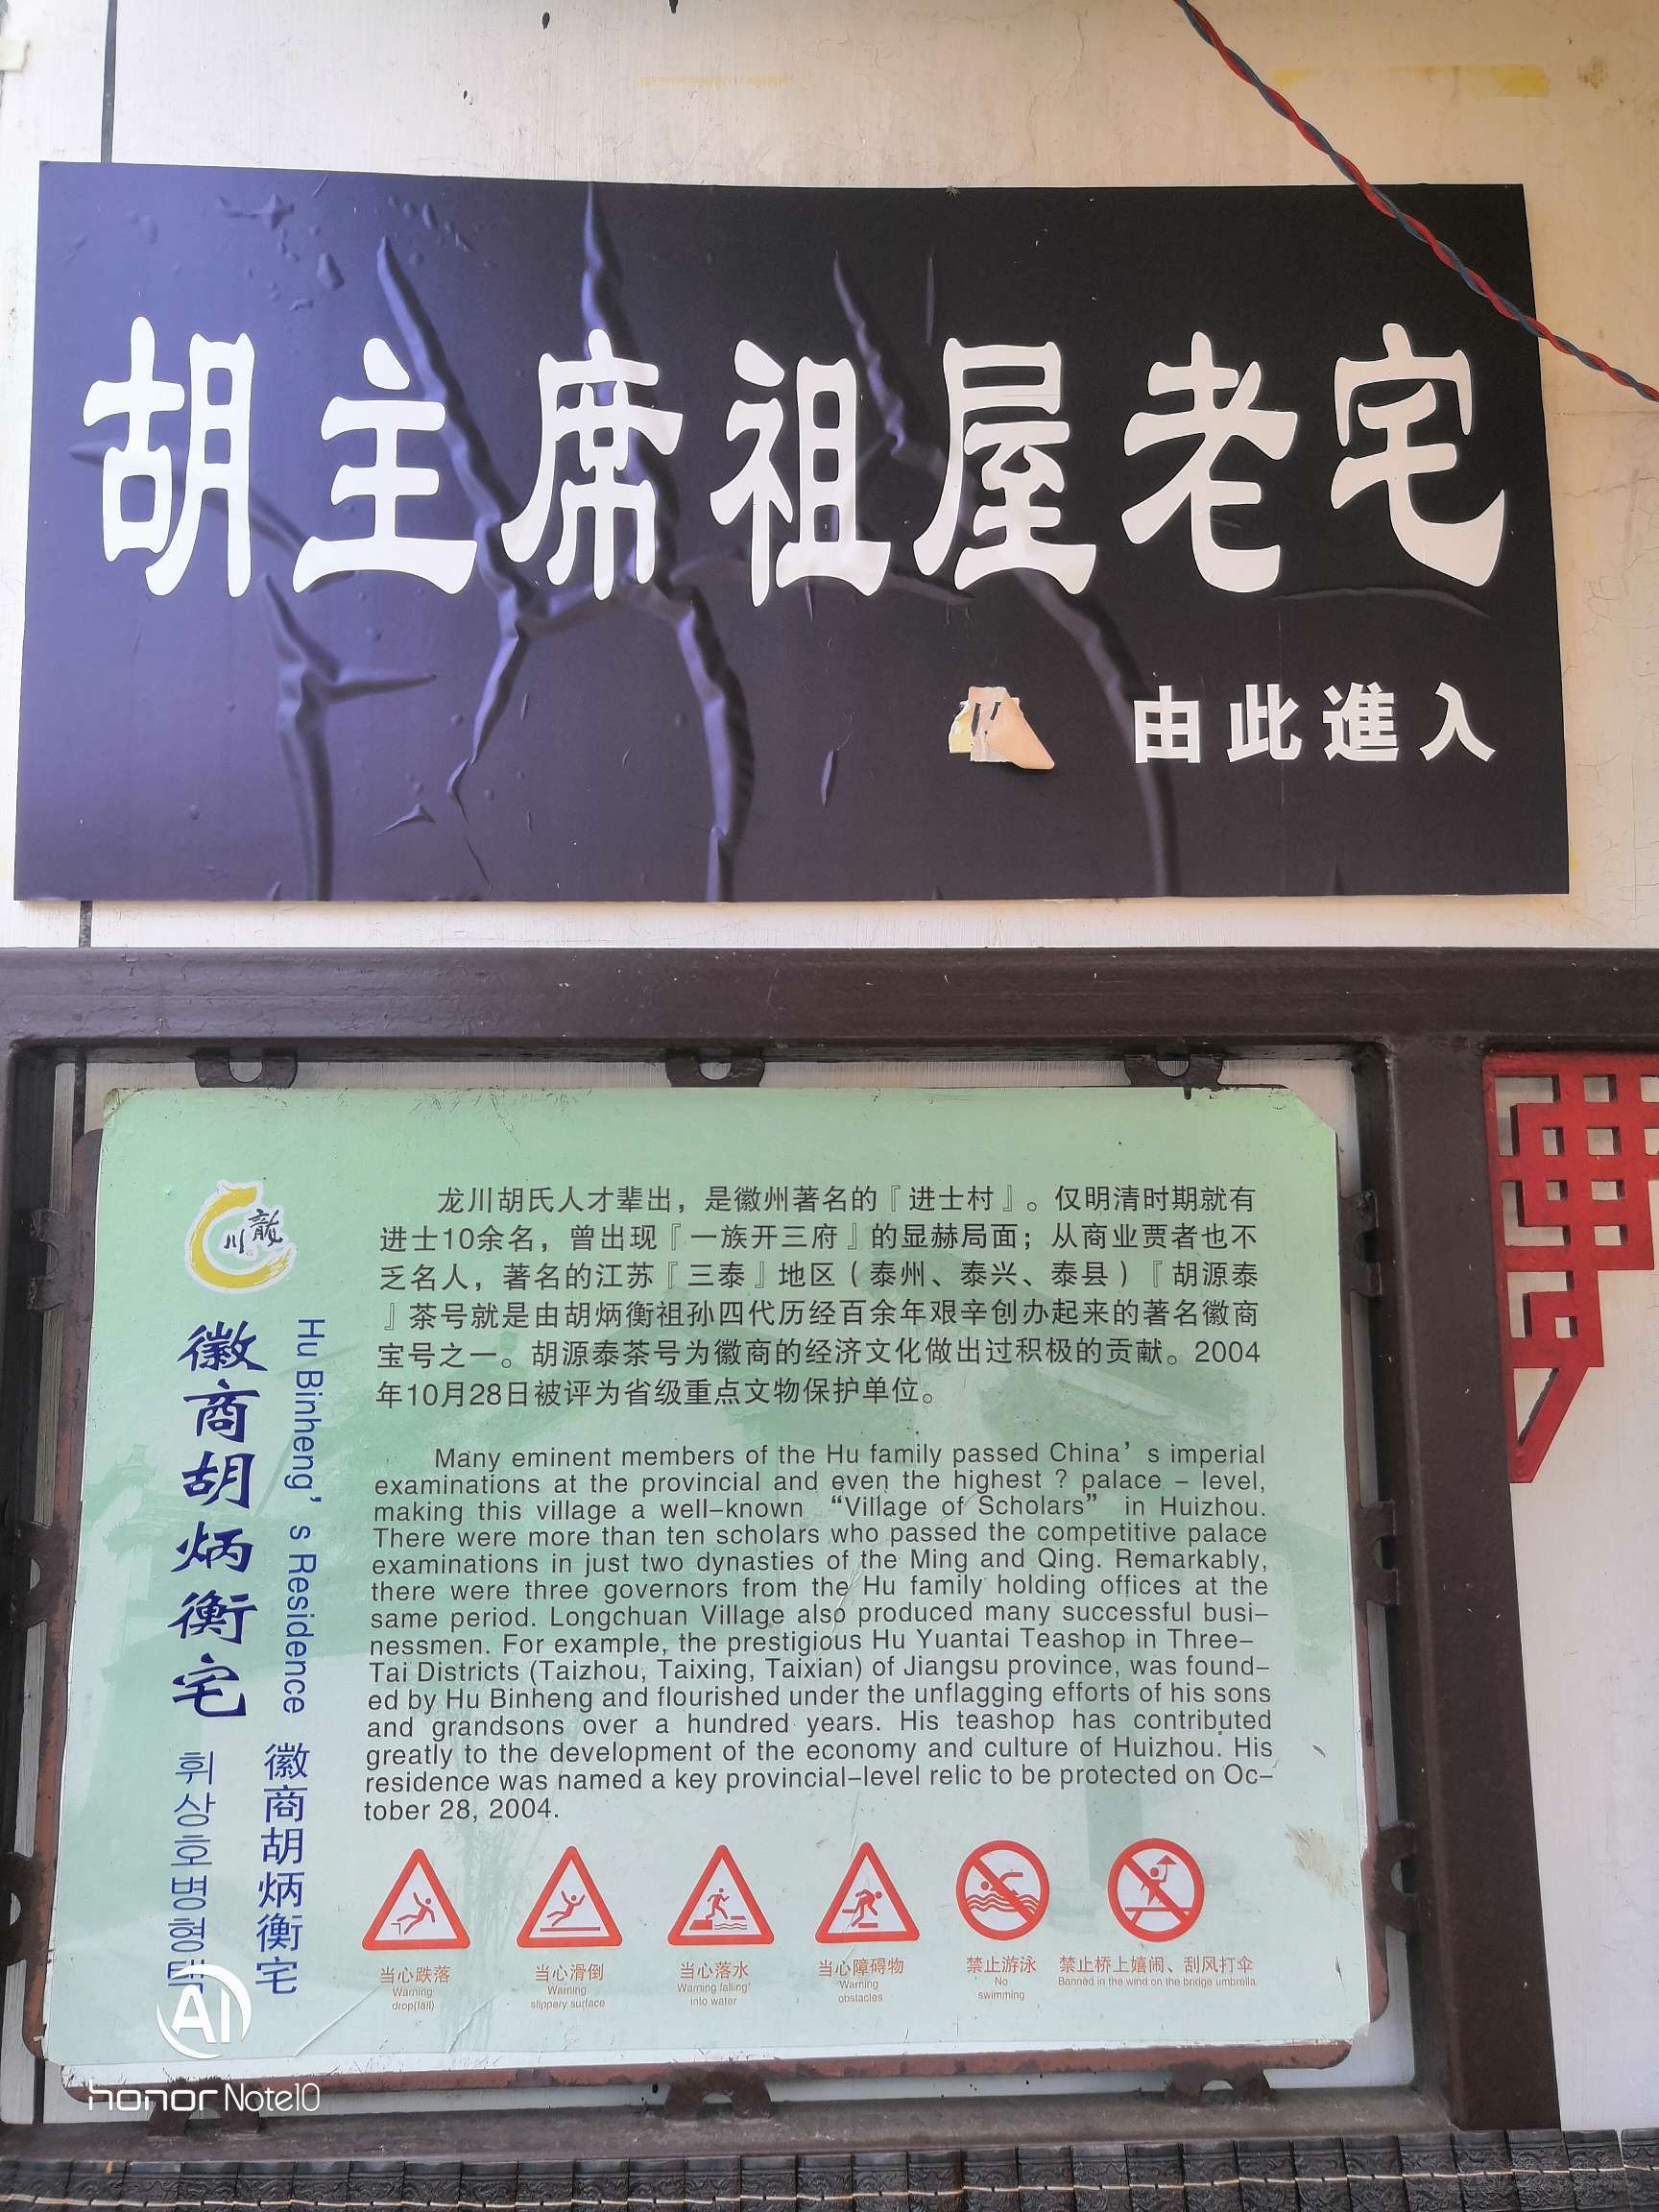 胡主席祖屋老宅
由此進入
龍川
徽商胡炳衡宅
Hu Binheng’s Residence
徽商胡炳衡宅
휘상호병형택
龙川胡氏人才辈出，是徽州著名的『进士村』。仅明清时期就有
进士10余名，曾出现『一族开三府』的显赫局面；从商业贾者也不
乏名人，著名的江苏『三泰』地区（泰州、泰兴、泰县）『胡源泰
』茶号就是由胡炳衡祖孙四代历经百余年艰辛创办起来的著名徽商
宝号之一。胡源泰茶号为徽商的经济文化做出过积极的贡献。2004
年10月28日被评为省级重点文物保护单位。
Many eminent members of the Hu family passed China’s imperial
examinations at the provincial and even the highest ? palace – level,
making this village a well–known “Village of Scholars” in Huizhou.
There were more than ten scholars who passed the competitive palace
examinations in just two dynasties of the Ming and Qing. Remarkably,
there were three governors from the Hu family holding offices at the
same period. Longchuan Village also produced many successful busi–
nessmen. For example, the prestigious Hu Yuantai Teashop in Three–
Tai Districts (Taizhou, Taixing, Taixian) of Jiangsu province, was found–
ed by Hu Binheng and flourished under the unflagging efforts of his sons
and grandsons over a hundred years. His teashop has contributed
greatly to the development of the economy and culture of Huizhou. His
residence was named a key provincial–level relic to be protected on Oc–
tober 28, 2004.
当心跌落
Warning
drop(fall)
当心滑倒
Warning
slippery surface
当心落水
Warning falling
into water
当心障碍物
Warning
obstacles
禁止游泳
No
swimming
禁止桥上嬉闹、刮风打伞
Banned in the wind on the bridge umbrella
AI
honor Note10